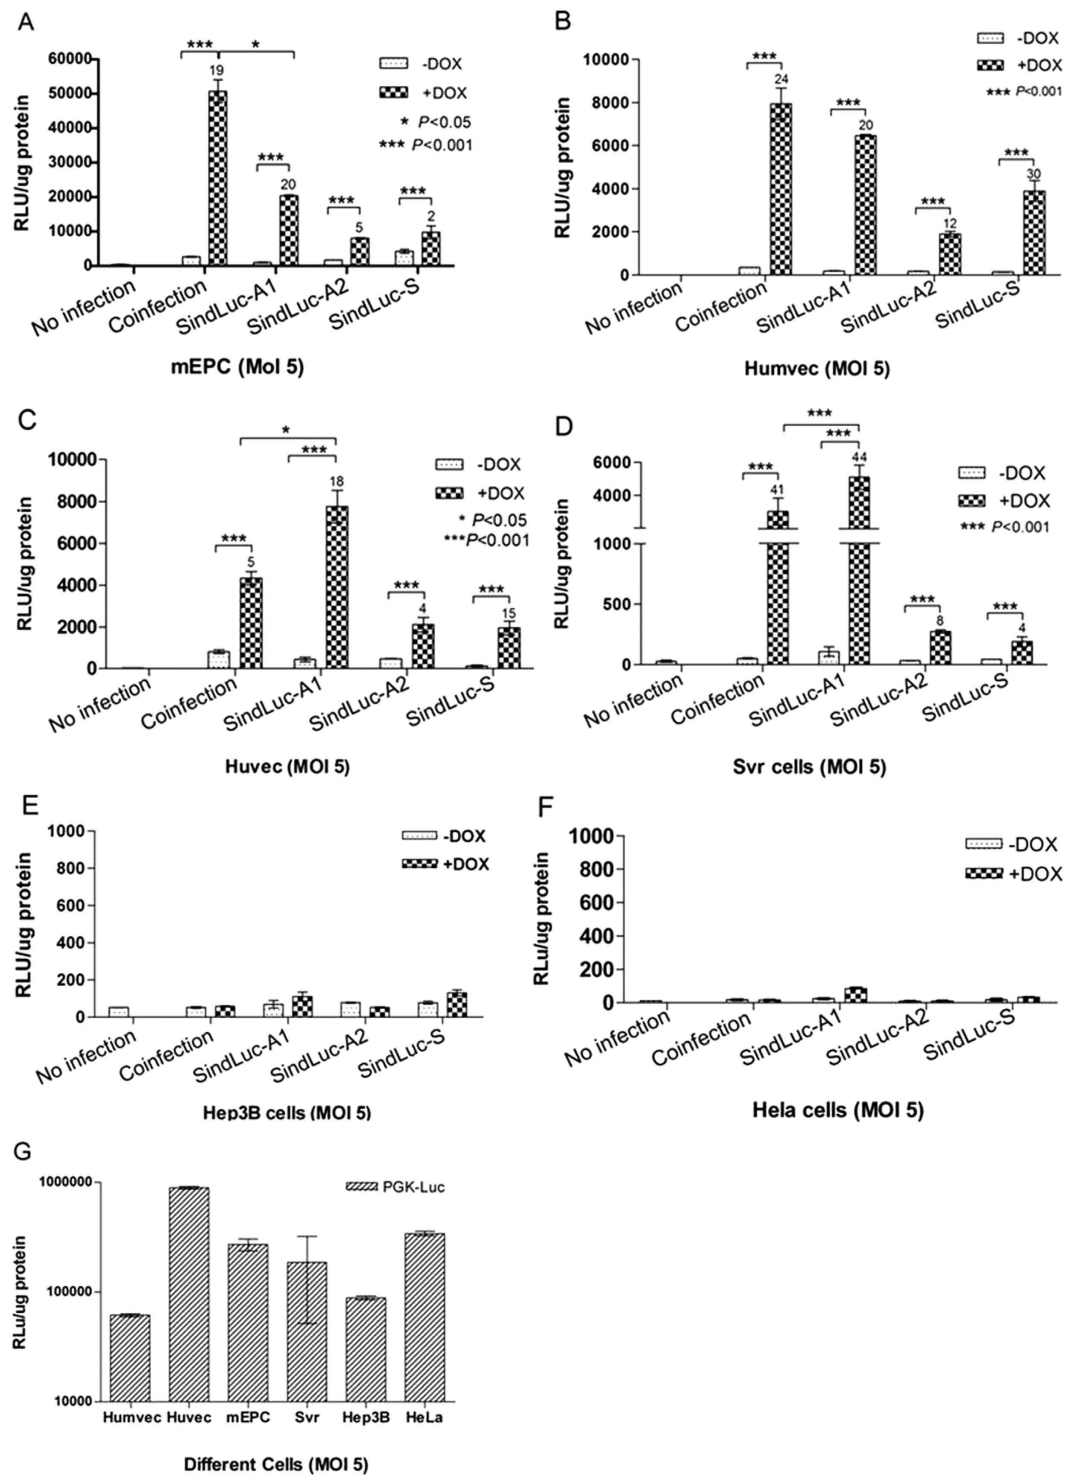 A
*** *
60000
50000
40000
30000
20000
10000
0
RLU/ug protein
19
***
20
***
5
***
2
-DOX
+DOX
* P<0.05
*** P<0.001
No infection
Coinfection
SindLuc-A1
SindLuc-A2
SindLuc-S
mEPC (MoI 5)
B
10000
8000
6000
4000
2000
0
RLU/ug protein
***
24
***
20
***
12
***
30
-DOX
+DOX
*** P<0.001
No infection
Coinfection
SindLuc-A1
SindLuc-A2
SindLuc-S
Humvec (MOI 5)
C
10000
8000
6000
4000
2000
0
RLU/ug protein
*
***
5
***
18
***
4
***
15
-DOX
+DOX
* P<0.05
***P<0.001
No infection
Coinfection
SindLuc-A1
SindLuc-A2
SindLuc-S
Huvec (MOI 5)
D
6000
4000
1000
500
0
RLU/ug protein
***
***
41
***
44
***
8
***
4
-DOX
+DOX
*** P<0.001
No infection
Coinfection
SindLuc-A1
SindLuc-A2
SindLuc-S
Svr cells (MOI 5)
E
1000
800
600
400
200
0
RLU/ug protein
-DOX
+DOX
No infection
Coinfection
SindLuc-A1
SindLuc-A2
SindLuc-S
Hep3B cells (MOI 5)
F
1000
800
600
400
200
0
RLu/ug protein
-DOX
+DOX
No infection
Coinfection
SindLuc-A1
SindLuc-A2
SindLuc-S
Hela cells (MOI 5)
G
1000000
100000
10000
RLu/ug protein
PGK-Luc
Humvec Huvec mEPC Svr Hep3B HeLa
Different Cells (MOI 5)